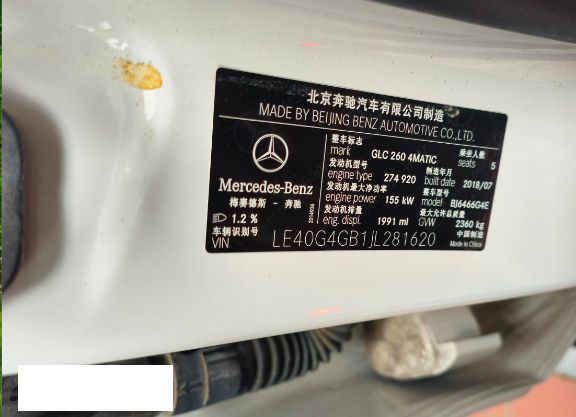 北京奔驰汽车有限公司制造
MADE BY BEIJING BENZ AUTOMOTIVE CO.,LTD.
整车标志 乘坐人数
mark GLC 260 4MATIC seats 5
发动机型号 制造年月
engine type 274 920 built date 2018/07
发动机最大净功率 整车型号
engine power 155 kW model BJ6466G4E
发动机排量 最大允许总质量
eng. displ. 1991 ml GVW 2360 kg
Mercedes-Benz
梅赛德斯－奔驰
1.2 %
中国制造
Made in China
车辆识别号
VIN LE40G4GB1JL281620